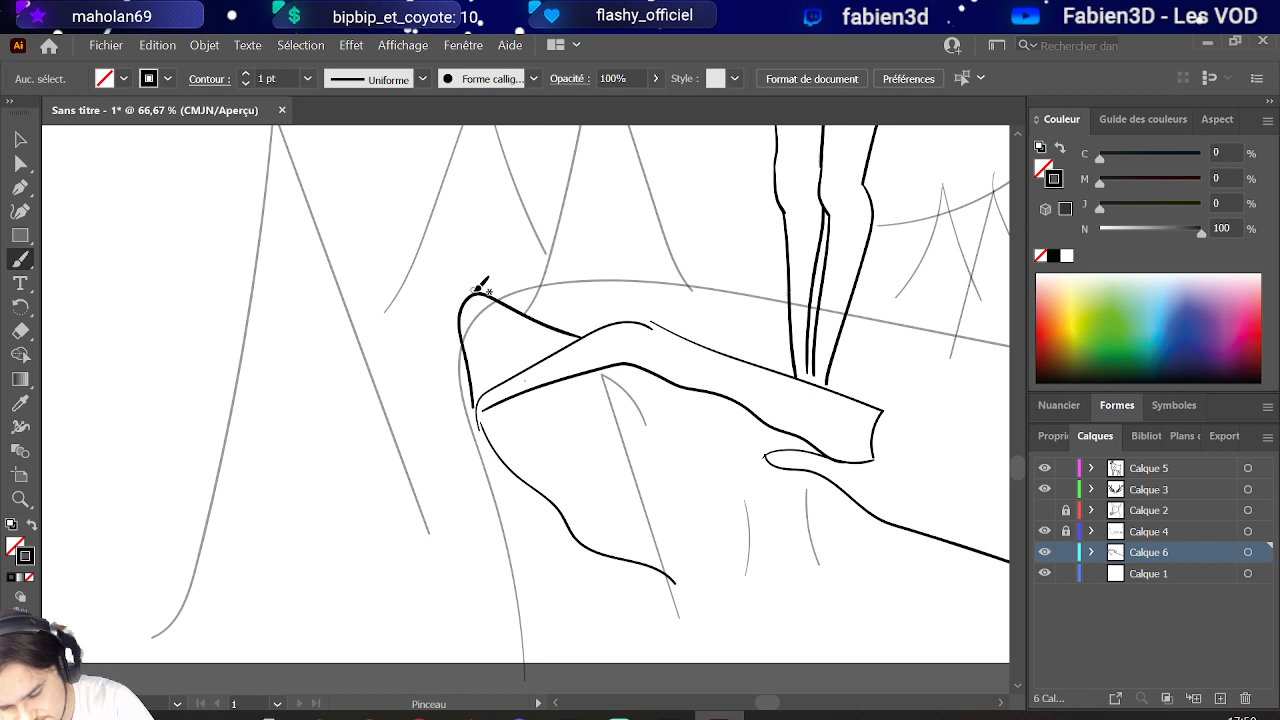 maholan69
bipbip_et_coyote: 10
flashy_officiel
fabien3d
Fabien3D - Les VOD
Ai
Fichier Edition Objet Texte Sélection Effet Affichage Fenêtre Aide
Rechercher dan
Auc. sélect.
Contour : 1 pt
Uniforme
Forme callig...
Opacité : 100%
Style :
Format de document
Préférences
Sans titre - 1* @ 66,67 % (CMJN/Aperçu)
Couleur Guide des couleurs Aspect
C 0 %
M 0 %
J 0 %
N 100 %
Nuancier Formes Symboles
Propri Calques Bibliot Plans d Export
Calque 5
Calque 3
Calque 2
Calque 4
Calque 6
Calque 1
6 Cal...
1
Pinceau